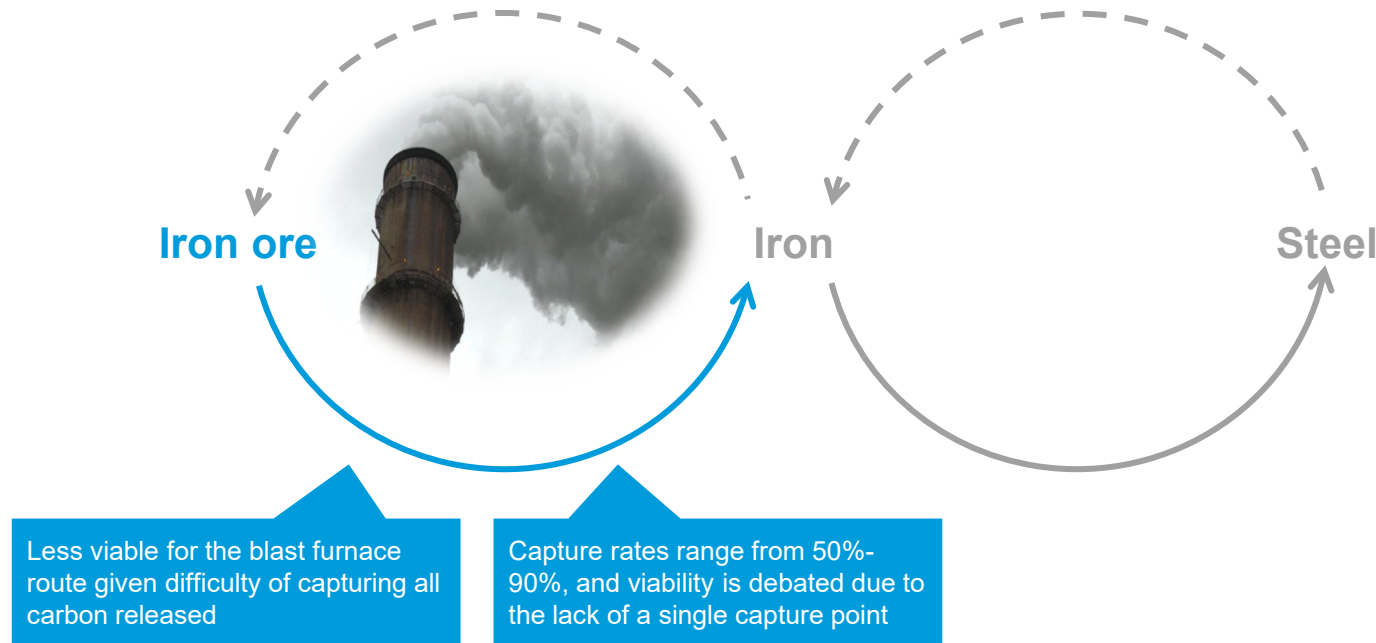 Iron ore
Iron
Steel
Less viable for the blast furnace
route given difficulty of capturing all
carbon released
Capture rates range from 50%-
90%, and viability is debated due to
the lack of a single capture point